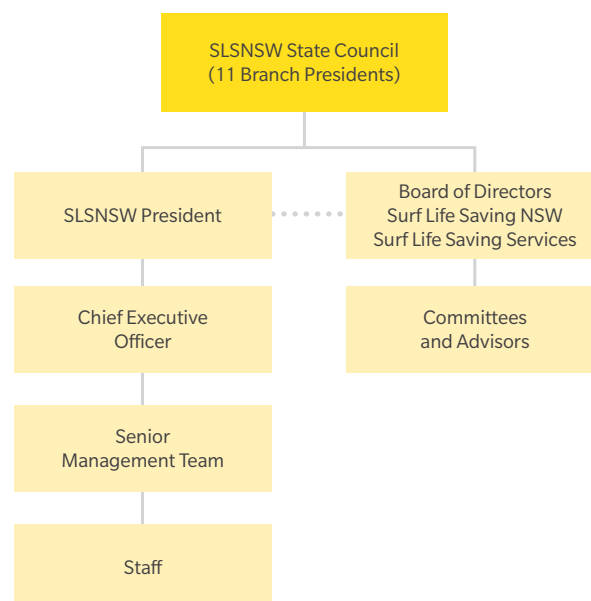 SLSNSW State Council
(11 Branch Presidents)
SLSNSW President
Board of Directors
Surf Life Saving NSW
Surf Life Saving Services
Chief Executive
Officer
Committees
and Advisors
Senior
Management Team
Staff